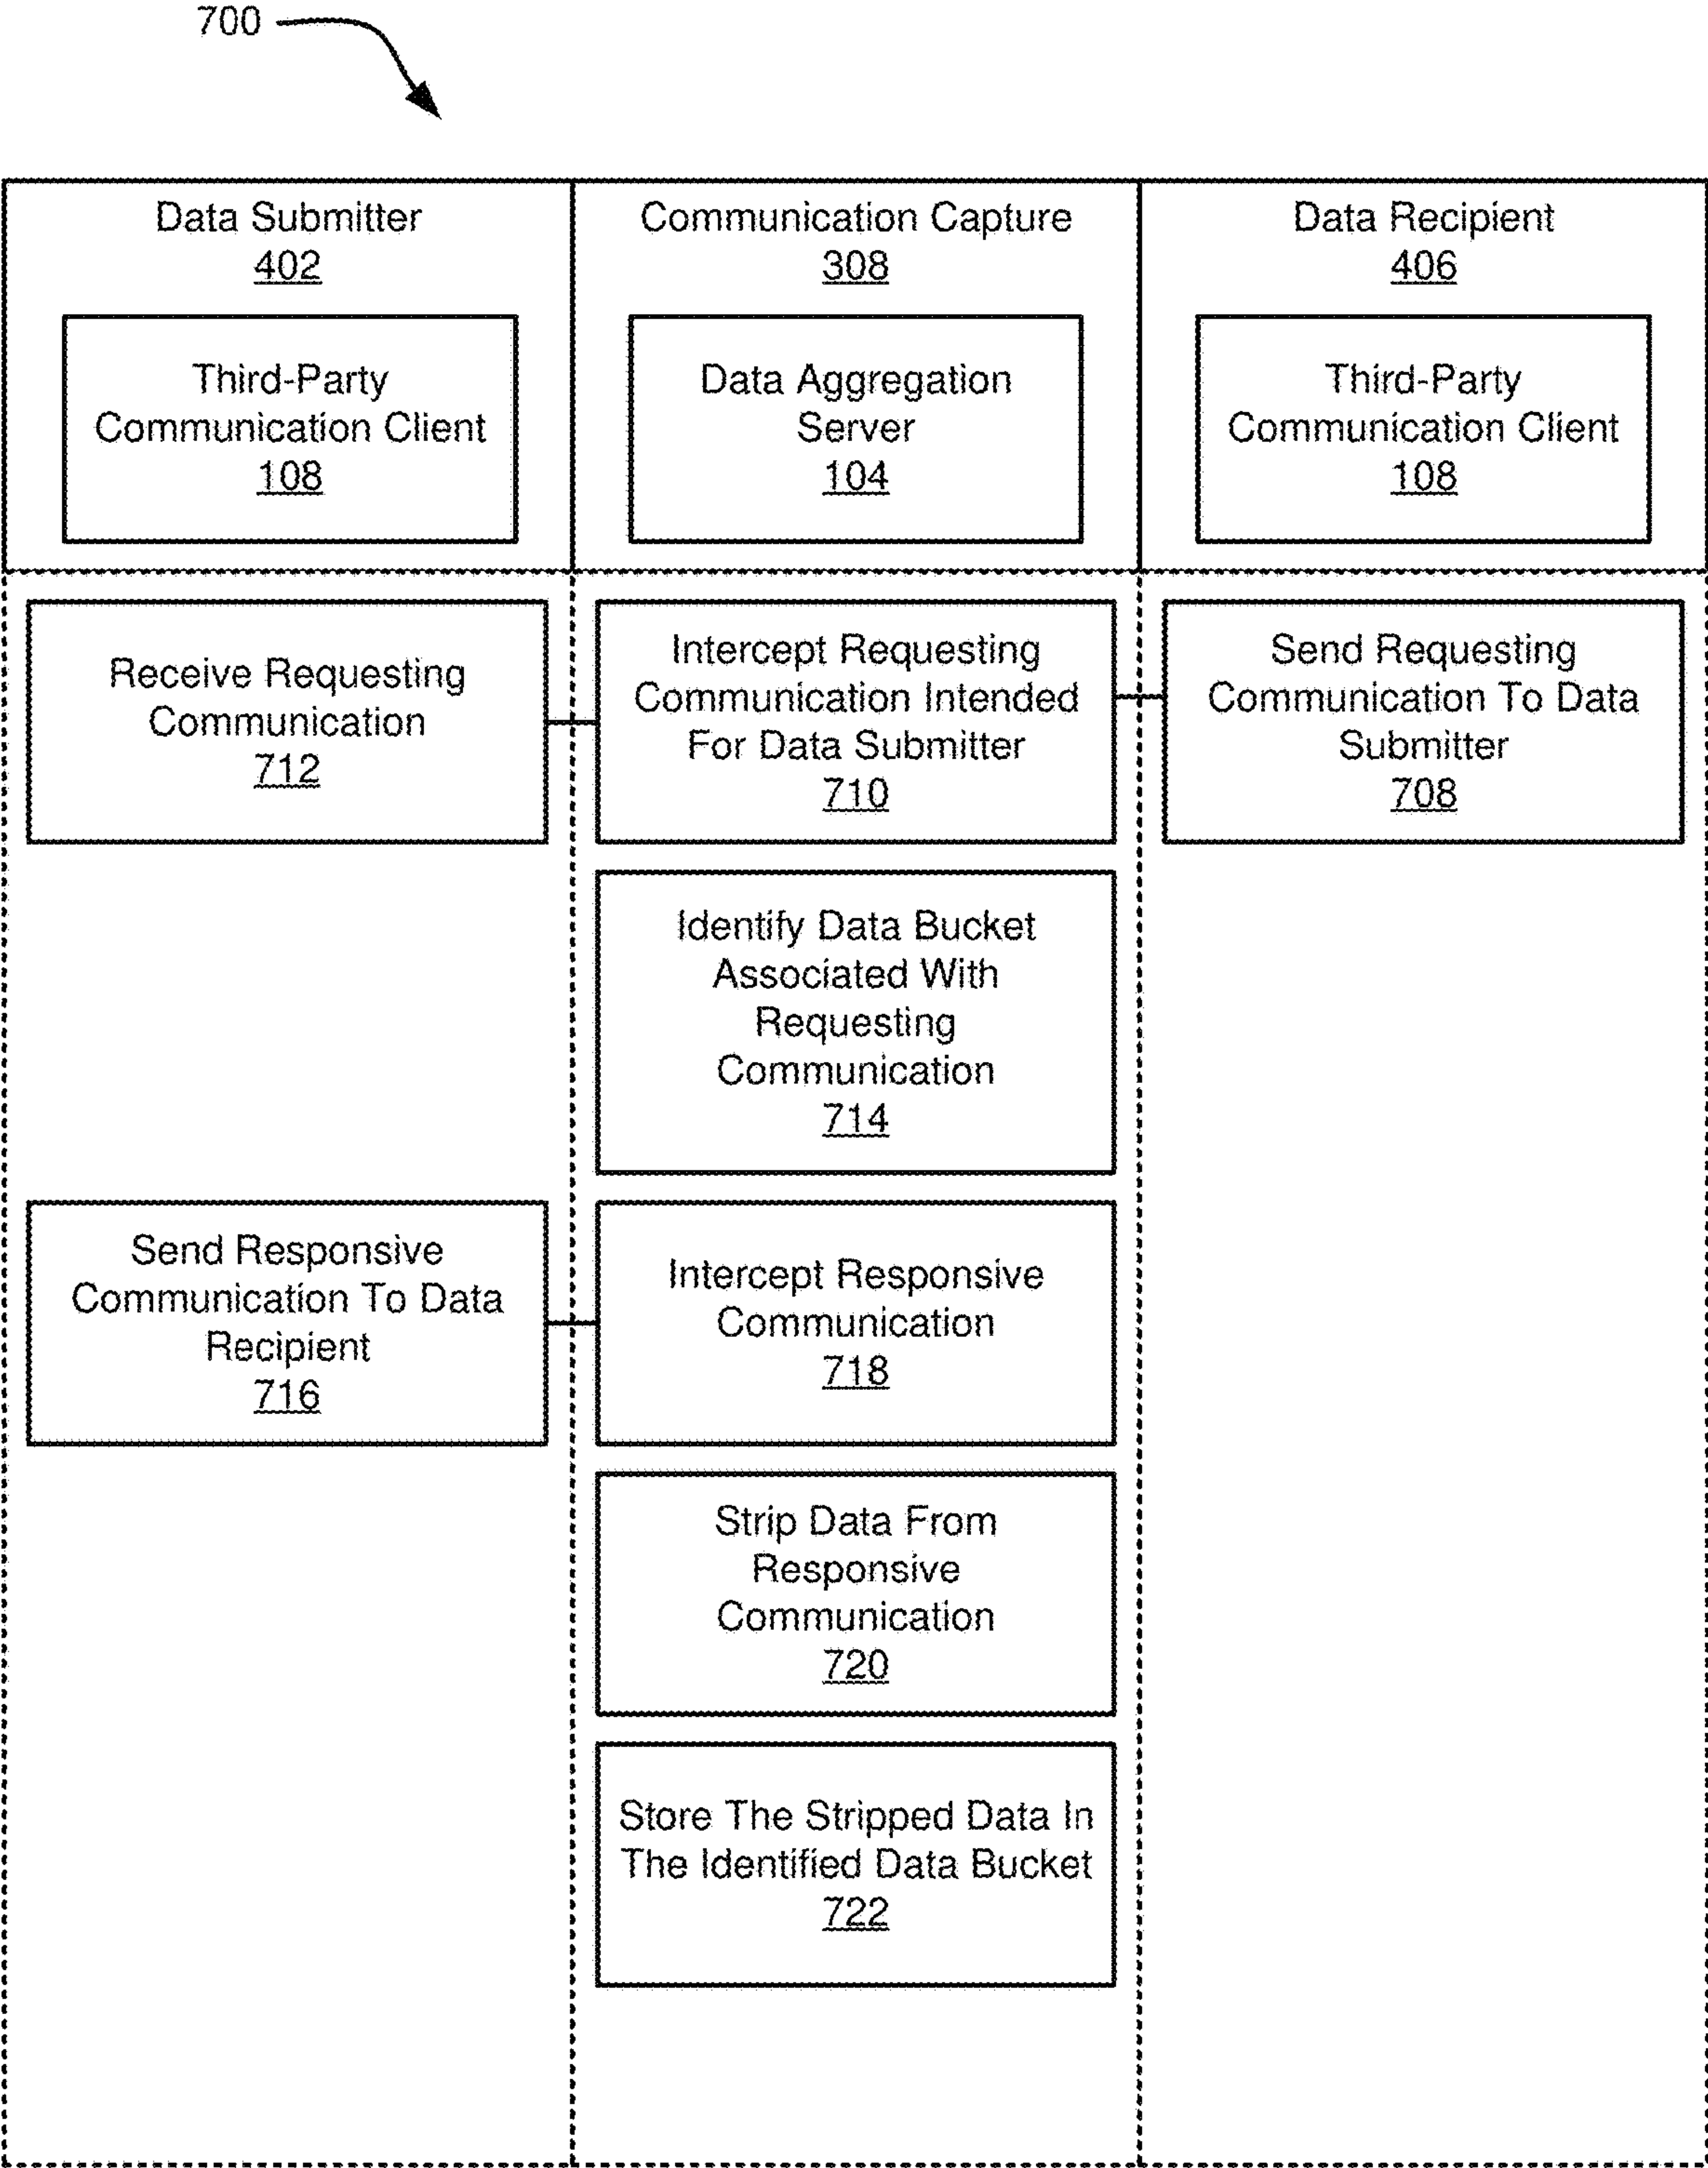 700
Data Submitter
402
Third-Party
Communication Client
108
Communication Capture
308
Data Aggregation
Server
104
Data Recipient
406
Third-Party
Communication Client
108
Receive Requesting
Communication
712
Intercept Requesting
Communication Intended
For Data Submitter
710
Send Requesting
Communication To Data
Submitter
708
Identify Data Bucket
Associated With
Requesting
Communication
714
Send Responsive
Communication To Data
Recipient
716
Intercept Responsive
Communication
718
Strip Data From
Responsive
Communication
720
Store The Stripped Data In
The Identified Data Bucket
722